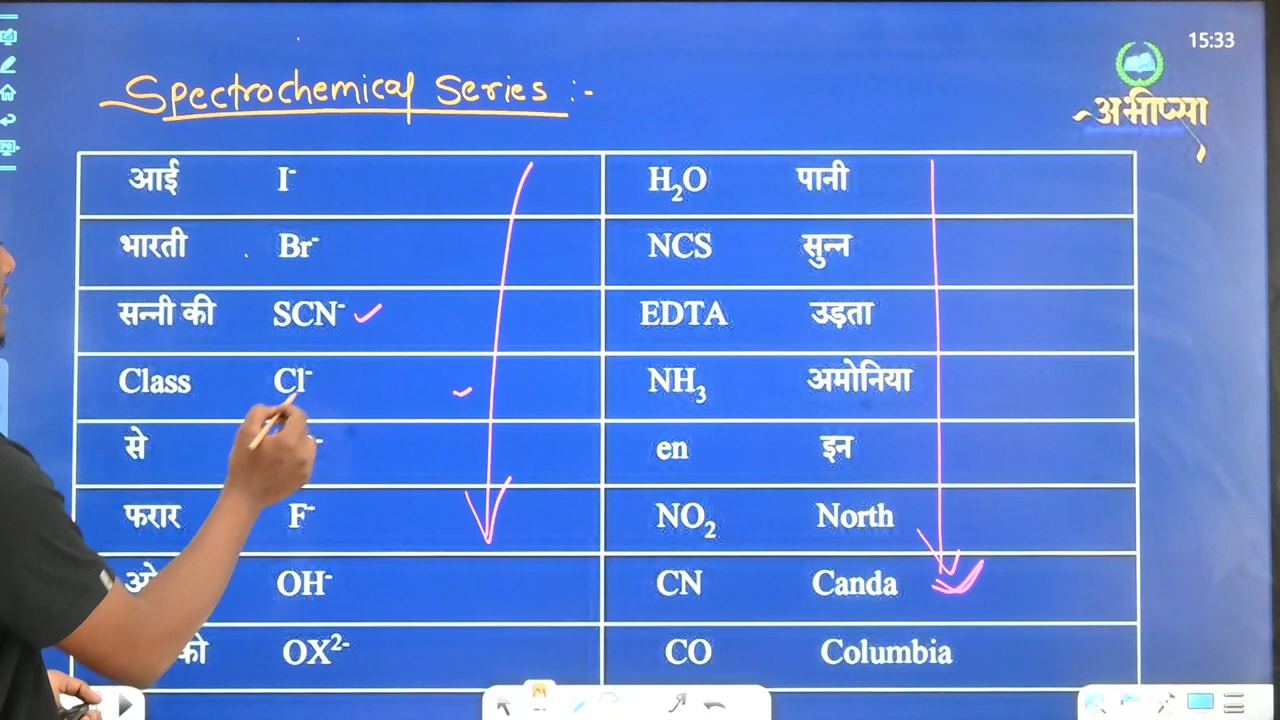 15:33
अभीप्सा
Spectrochemical Series :-
आई I⁻ H₂O पानी
भारती Br⁻ NCS सुन्न
सन्नी की SCN⁻ EDTA उड़ता
Class Cl⁻ NH₃ अमोनिया
से en इन
फरार F⁻ NO₂ North
OH⁻ CN Canda
को OX²⁻ CO Columbia